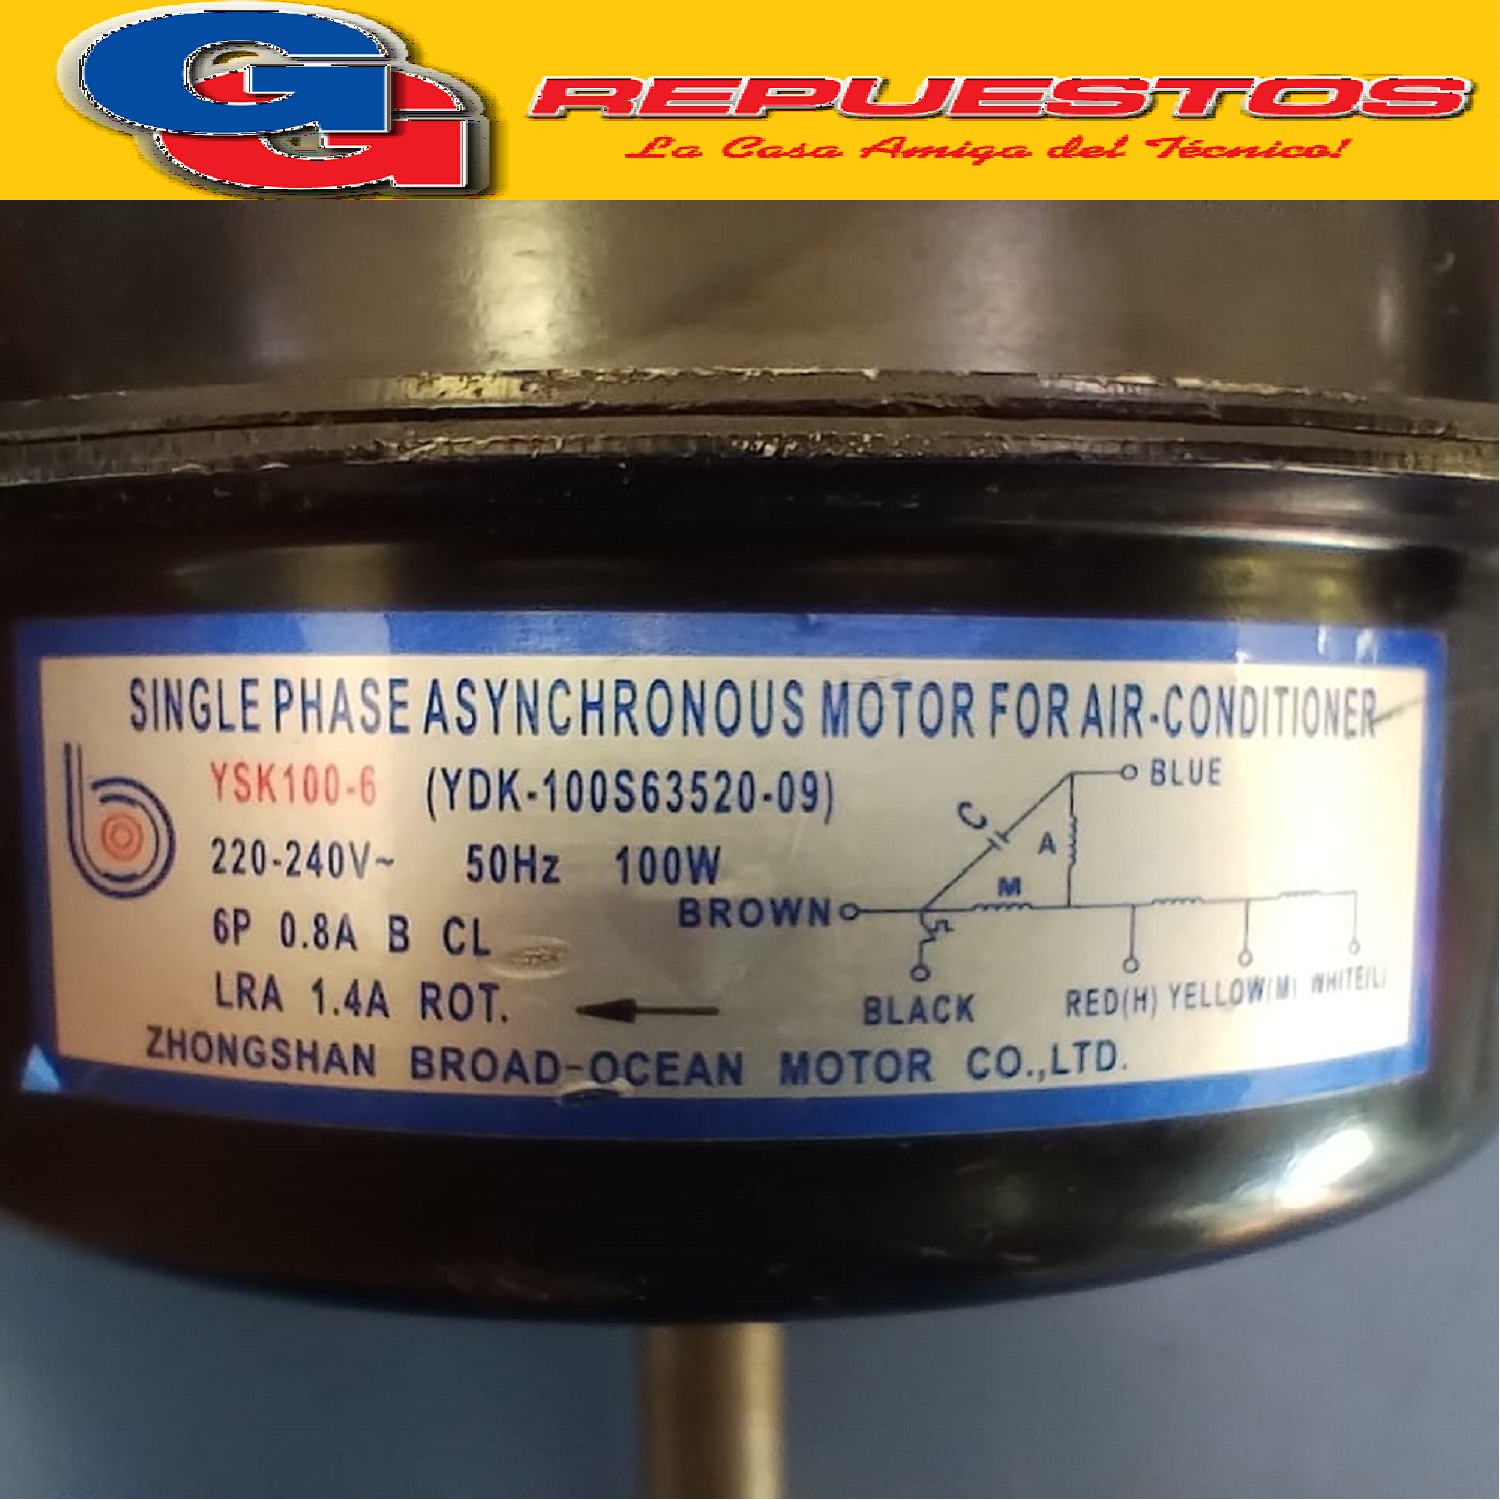 GG REPUESTOS
La Casa Amiga del Técnico!
SINGLE PHASE ASYNCHRONOUS MOTOR FOR AIR-CONDITIONER
YSK100-6 (YDK-100S63520-09)
220-240V~ 50Hz 100W
6P 0.8A B CL
LRA 1.4A ROT.
ZHONGSHAN BROAD-OCEAN MOTOR CO.,LTD.
BLUE
C
A
M
BROWN
BLACK
RED(H) YELLOW(M) WHITE(L)